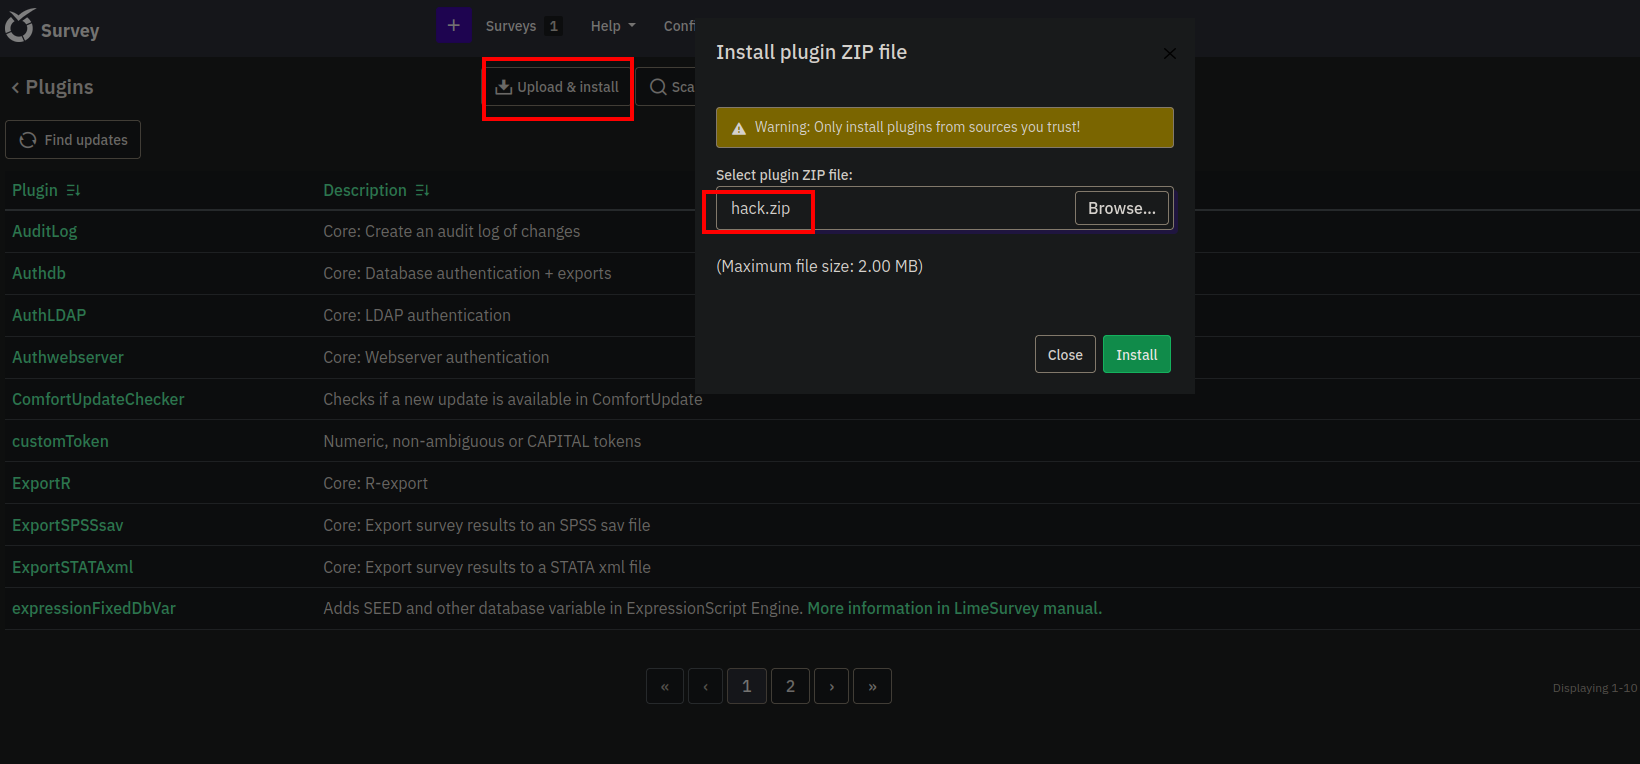 Survey
+ Surveys 1 Help Conf
Install plugin ZIP file
Plugins
Upload & install
Sca
Find updates
Warning: Only install plugins from sources you trust!
Select plugin ZIP file:
hack.zip
Browse...
(Maximum file size: 2.00 MB)
Close
Install
Plugin Description
AuditLog Core: Create an audit log of changes
Authdb Core: Database authentication + exports
AuthLDAP Core: LDAP authentication
Authwebserver Core: Webserver authentication
ComfortUpdateChecker Checks if a new update is available in ComfortUpdate
customToken Numeric, non-ambiguous or CAPITAL tokens
ExportR Core: R-export
ExportSPSSsav Core: Export survey results to an SPSS sav file
ExportSTATAxml Core: Export survey results to a STATA xml file
expressionFixedDbVar Adds SEED and other database variable in ExpressionScript Engine. More information in LimeSurvey manual.
« ‹ 1 2 › »
Displaying 1-10